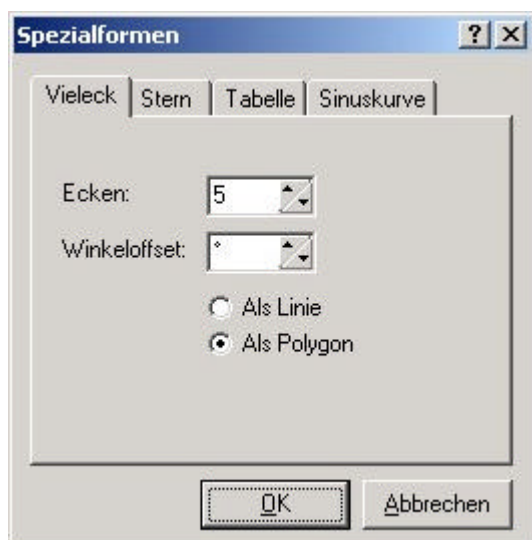 Spezialformen
Vieleck Stern Tabelle Sinuskurve
Ecken: 5
Winkeloffset: °
Als Linie
Als Polygon
OK Abbrechen